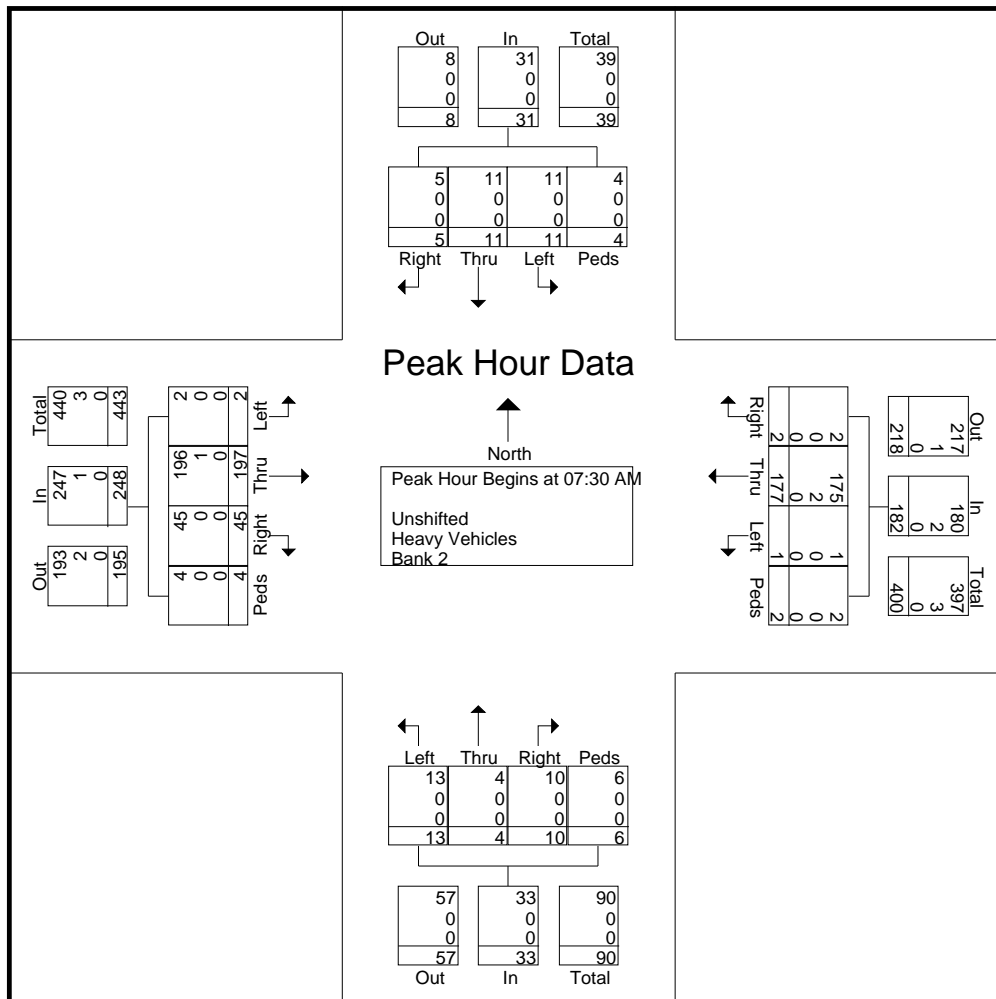 Out In Total
8 31 39
0 0 0
0 0 0
8 31 39
5 11 11 4
0 0 0 0
0 0 0 0
5 11 11 4
Right Thru Left Peds
Peak Hour Data
North
Peak Hour Begins at 07:30 AM
Unshifted
Heavy Vehicles
Bank 2
Total
440
3
0
443
In
247
1
0
248
Out
193
2
0
195
2
0
0
2
Left
196
1
0
197
Thru
45
0
0
45
Right
4
0
0
4
Peds
Right
2
0
0
2
Thru
177
0
2
175
Left
1
0
0
1
Peds
2
0
0
2
Out
217
1
0
218
In
180
2
0
182
Total
397
3
0
400
Left Thru Right Peds
13 4 10 6
0 0 0 0
0 0 0 0
13 4 10 6
57 33 90
0 0 0
0 0 0
57 33 90
Out In Total